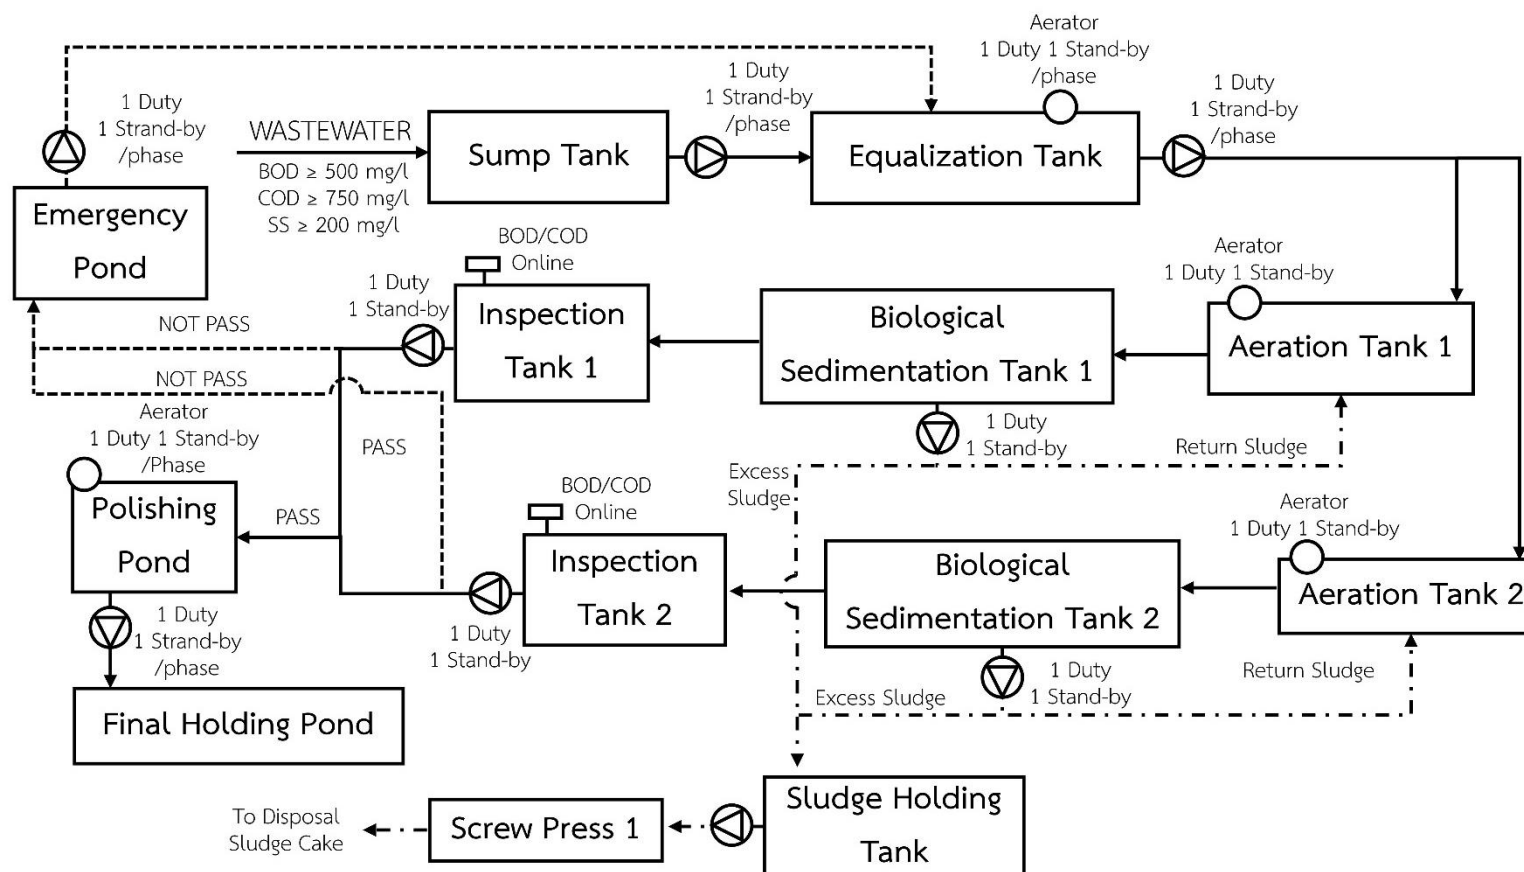 Aerator
1 Duty 1 Stand-by
/phase
1 Duty
1 Strand-by
/phase
1 Duty
1 Strand-by
/phase
1 Duty
1 Strand-by
/phase
WASTEWATER
BOD ≥ 500 mg/l
COD ≥ 750 mg/l
SS ≥ 200 mg/l
Sump Tank
Equalization Tank
Emergency
Pond
BOD/COD
Online
1 Duty
1 Stand-by
Inspection
Tank 1
Biological
Sedimentation Tank 1
Aerator
1 Duty 1 Stand-by
Aeration Tank 1
NOT PASS
NOT PASS
1 Duty
1 Stand-by
Return Sludge
Excess
Sludge
Aerator
1 Duty 1 Stand-by
/Phase
PASS
Polishing
Pond
PASS
BOD/COD
Online
Inspection
Tank 2
1 Duty
1 Stand-by
Biological
Sedimentation Tank 2
Aerator
1 Duty 1 Stand-by
Aeration Tank 2
1 Duty
1 Strand-by
/phase
1 Duty
1 Stand-by
Return Sludge
Excess Sludge
Final Holding Pond
Sludge Holding
Tank
Screw Press 1
To Disposal
Sludge Cake